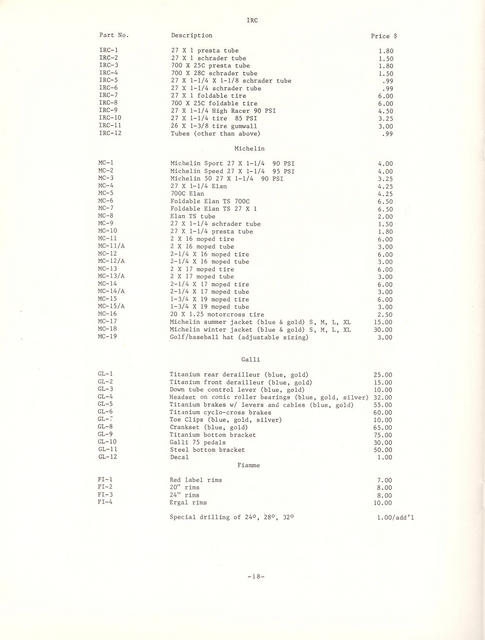 IRC
Part No. Description Price $
IRC-1 27 X 1 presta tube 1.80
IRC-2 27 X 1 schrader tube 1.50
IRC-3 700 X 25C presta tube 1.80
IRC-4 700 X 28C schrader tube 1.50
IRC-5 27 X 1-1/4 X 1-1/8 schrader tube .99
IRC-6 27 X 1-1/4 schrader tube .99
IRC-7 27 X 1 foldable tire 6.00
IRC-8 700 X 25C foldable tire 6.00
IRC-9 27 X 1-1/4 High Racer 90 PSI 4.50
IRC-10 27 X 1-1/4 tire 85 PSI 3.25
IRC-11 26 X 1-3/8 tire gumwall 3.00
IRC-12 Tubes (other than above) .99
Michelin
MC-1 Michelin Sport 27 X 1-1/4 90 PSI 4.00
MC-2 Michelin Speed 27 X 1-1/4 95 PSI 4.00
MC-3 Michelin 50 27 X 1-1/4 90 PSI 3.25
MC-4 27 X 1-1/4 Elan 4.25
MC-5 700C Elan 4.25
MC-6 Foldable Elan TS 700C 6.50
MC-7 Foldable Elan TS 27 X 1 6.50
MC-8 Elan TS tube 2.00
MC-9 27 X 1-1/4 schrader tube 1.50
MC-10 27 X 1-1/4 presta tube 1.80
MC-11 2 X 16 moped tire 6.00
MC-11/A 2 X 16 moped tube 3.00
MC-12 2-1/4 X 16 moped tire 6.00
MC-12/A 2-1/4 X 16 moped tube 3.00
MC-13 2 X 17 moped tire 6.00
MC-13/A 2 X 17 moped tube 3.00
MC-14 2-1/4 X 17 moped tire 6.00
MC-14/A 2-1/4 X 17 moped tube 3.00
MC-15 1-3/4 X 19 moped tire 6.00
MC-15/A 1-3/4 X 19 moped tube 3.00
MC-16 20 X 1.25 motorcross tire 2.50
MC-17 Michelin summer jacket (blue & gold) S, M, L, XL 15.00
MC-18 Michelin winter jacket (blue & gold) S, M, L, XL 30.00
MC-19 Golf/baseball hat (adjustable sizing) 3.00
Galli
GL-1 Titanium rear derailleur (blue, gold) 25.00
GL-2 Titanium front derailleur (blue, gold) 15.00
GL-3 Down tube control lever (blue, gold) 10.00
GL-4 Headset on conic roller bearings (blue, gold, silver) 32.00
GL-5 Titanium brakes w/ levers and cables (blue, gold) 55.00
GL-6 Titanium cyclo-cross brakes 60.00
GL-7 Toe Clips (blue, gold, silver) 10.00
GL-8 Crankset (blue, gold) 65.00
GL-9 Titanium bottom bracket 75.00
GL-10 Galli 75 pedals 30.00
GL-11 Steel bottom bracket 50.00
GL-12 Decal 1.00
Fiamme
FI-1 Red label rims 7.00
FI-2 20" rims 8.00
FI-3 24" rims 8.00
FI-4 Ergal rims 10.00
Special drilling of 24°, 28°, 32° 1.00/add'l
-18-